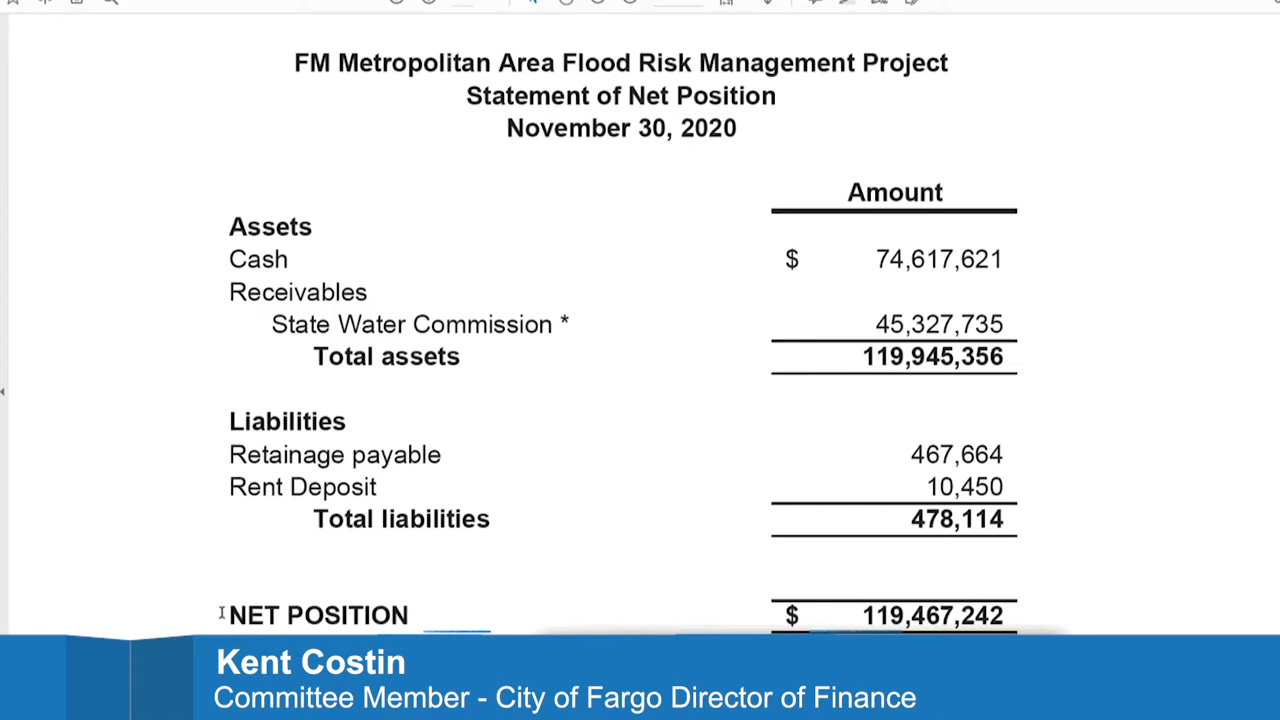 FM Metropolitan Area Flood Risk Management Project
Statement of Net Position
November 30, 2020
Amount
Assets
Cash $ 74,617,621
Receivables
State Water Commission * 45,327,735
Total assets 119,945,356
Liabilities
Retainage payable 467,664
Rent Deposit 10,450
Total liabilities 478,114
NET POSITION $ 119,467,242
Kent Costin
Committee Member - City of Fargo Director of Finance